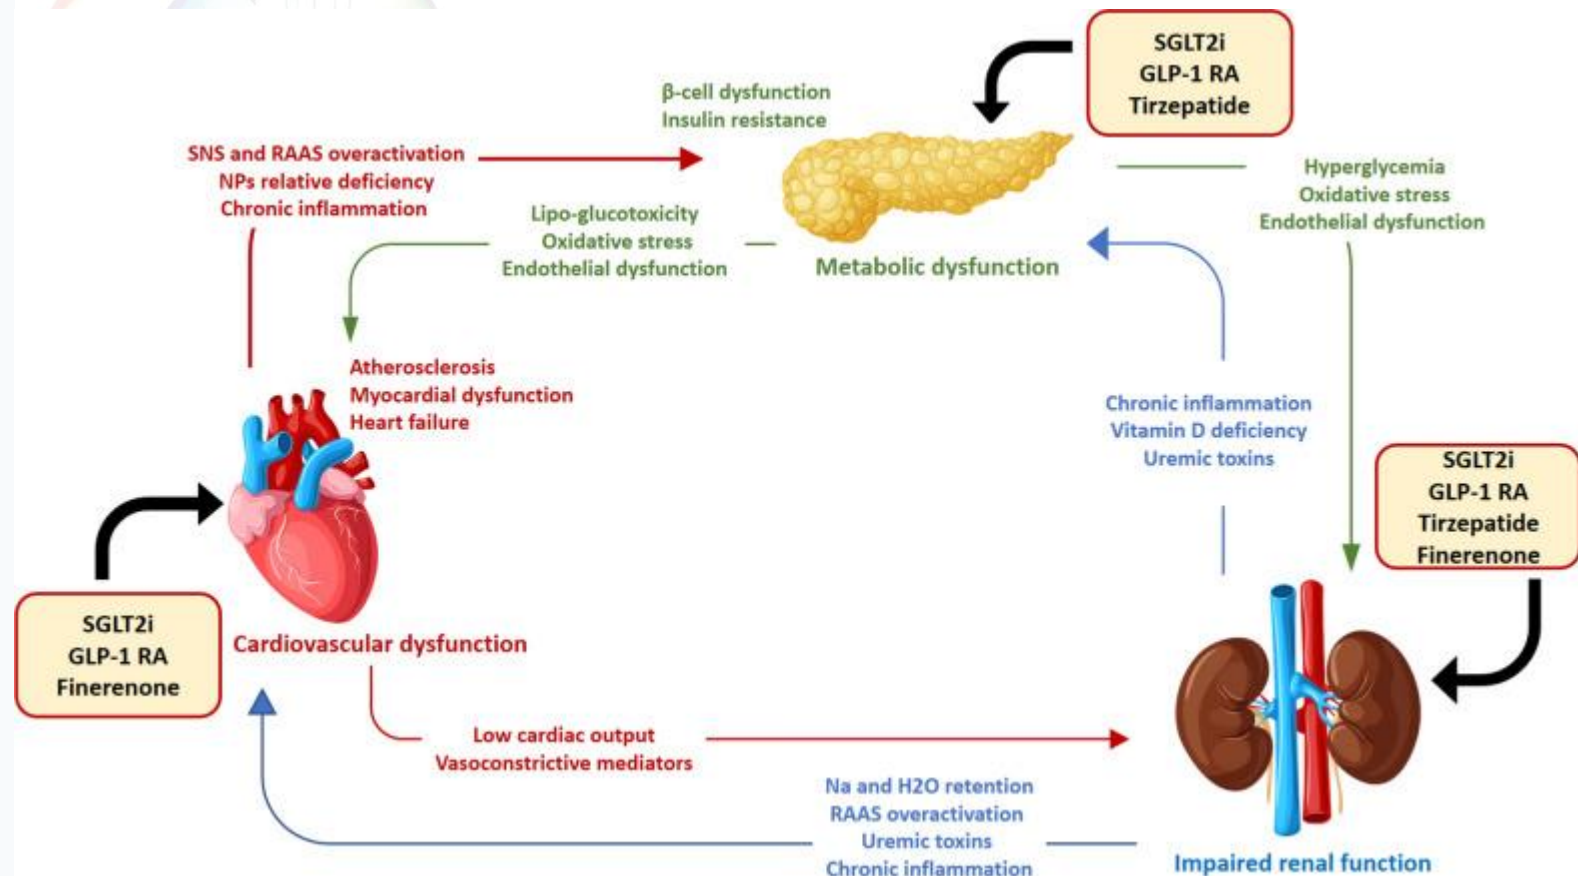 SGLT2i
GLP-1 RA
Tirzepatide
β-cell dysfunction
Insulin resistance
SNS and RAAS overactivation
NPs relative deficiency
Chronic inflammation
Hyperglycemia
Oxidative stress
Endothelial dysfunction
Lipo-glucotoxicity
Oxidative stress
Endothelial dysfunction
Metabolic dysfunction
Atherosclerosis
Myocardial dysfunction
Heart failure
Chronic inflammation
Vitamin D deficiency
Uremic toxins
SGLT2i
GLP-1 RA
Tirzepatide
Finerenone
SGLT2i
GLP-1 RA
Finerenone
Cardiovascular dysfunction
Low cardiac output
Vasoconstrictive mediators
Na and H2O retention
RAAS overactivation
Uremic toxins
Chronic inflammation
Impaired renal function